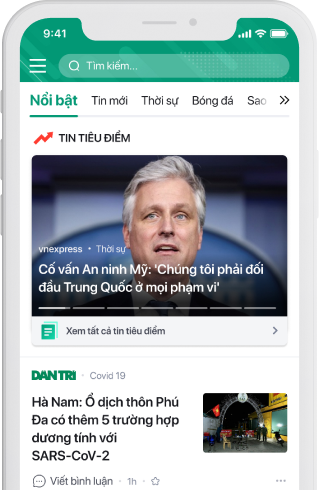 9:41
Tìm kiếm...
Nổi bật Tin mới Thời sự Bóng đá Sao
TIN TIÊU ĐIỂM
vnexpress • Thời sự
Cố vấn An ninh Mỹ: 'Chúng tôi phải đối
đầu Trung Quốc ở mọi phạm vi'
Xem tất cả tin tiêu điểm
DANTRI · Covid 19
Hà Nam: Ổ dịch thôn Phú
Đa có thêm 5 trường hợp
dương tính với
SARS-CoV-2
Viết bình luận · 1h ·